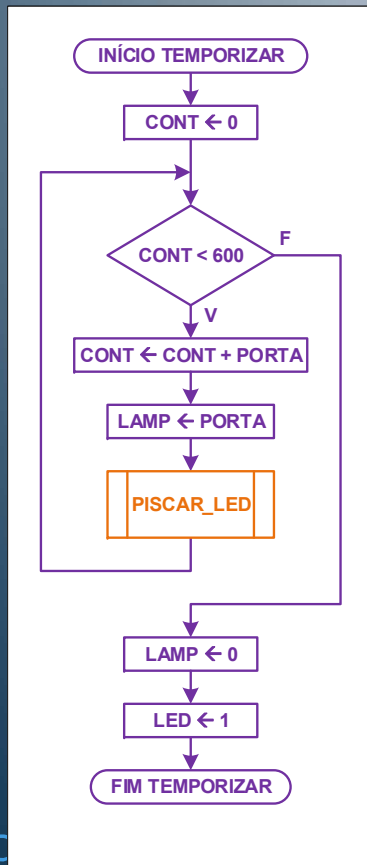 INÍCIO TEMPORIZAR
CONT ← 0
CONT < 600
F
V
CONT ← CONT + PORTA
LAMP ← PORTA
PISCAR_LED
LAMP ← 0
LED ← 1
FIM TEMPORIZAR